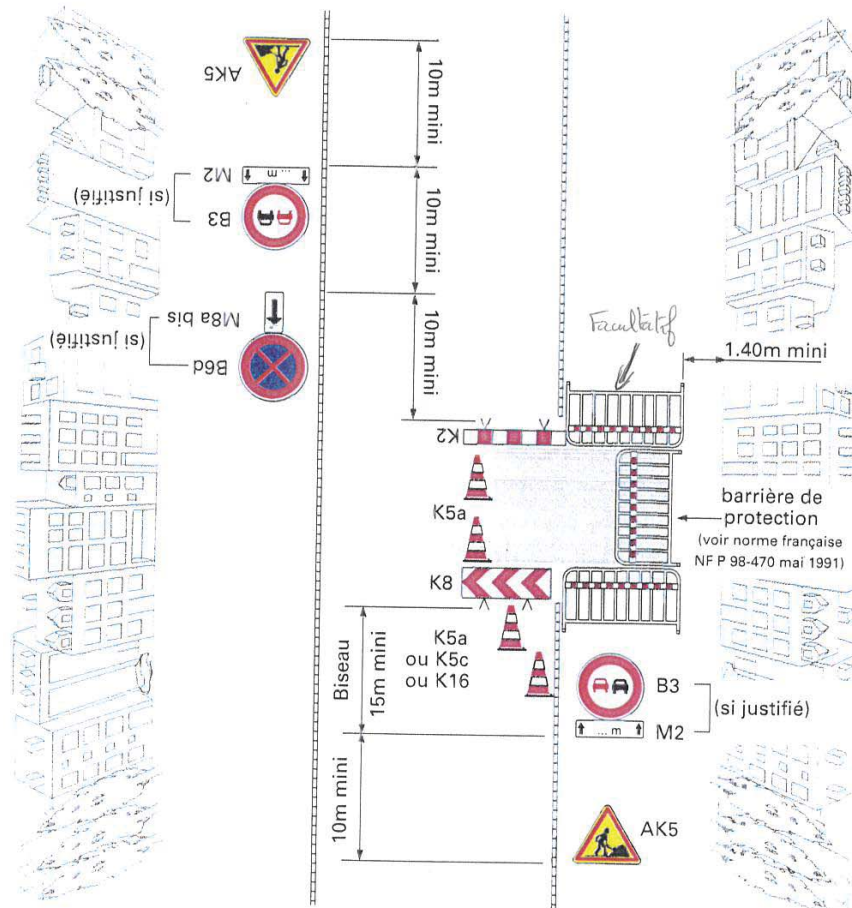 AK5
10m mini
M2
... m
(si justifié)
B3
10m mini
M8a bis
(si justifié)
B6d
10m mini
Facultatif
1.40m mini
K2
K5a
barrière de
protection
(voir norme française
NF P 98-470 mai 1991)
K8
Biseau
15m mini
K5a
ou K5c
ou K16
B3
(si justifié)
... m
M2
10m mini
AK5